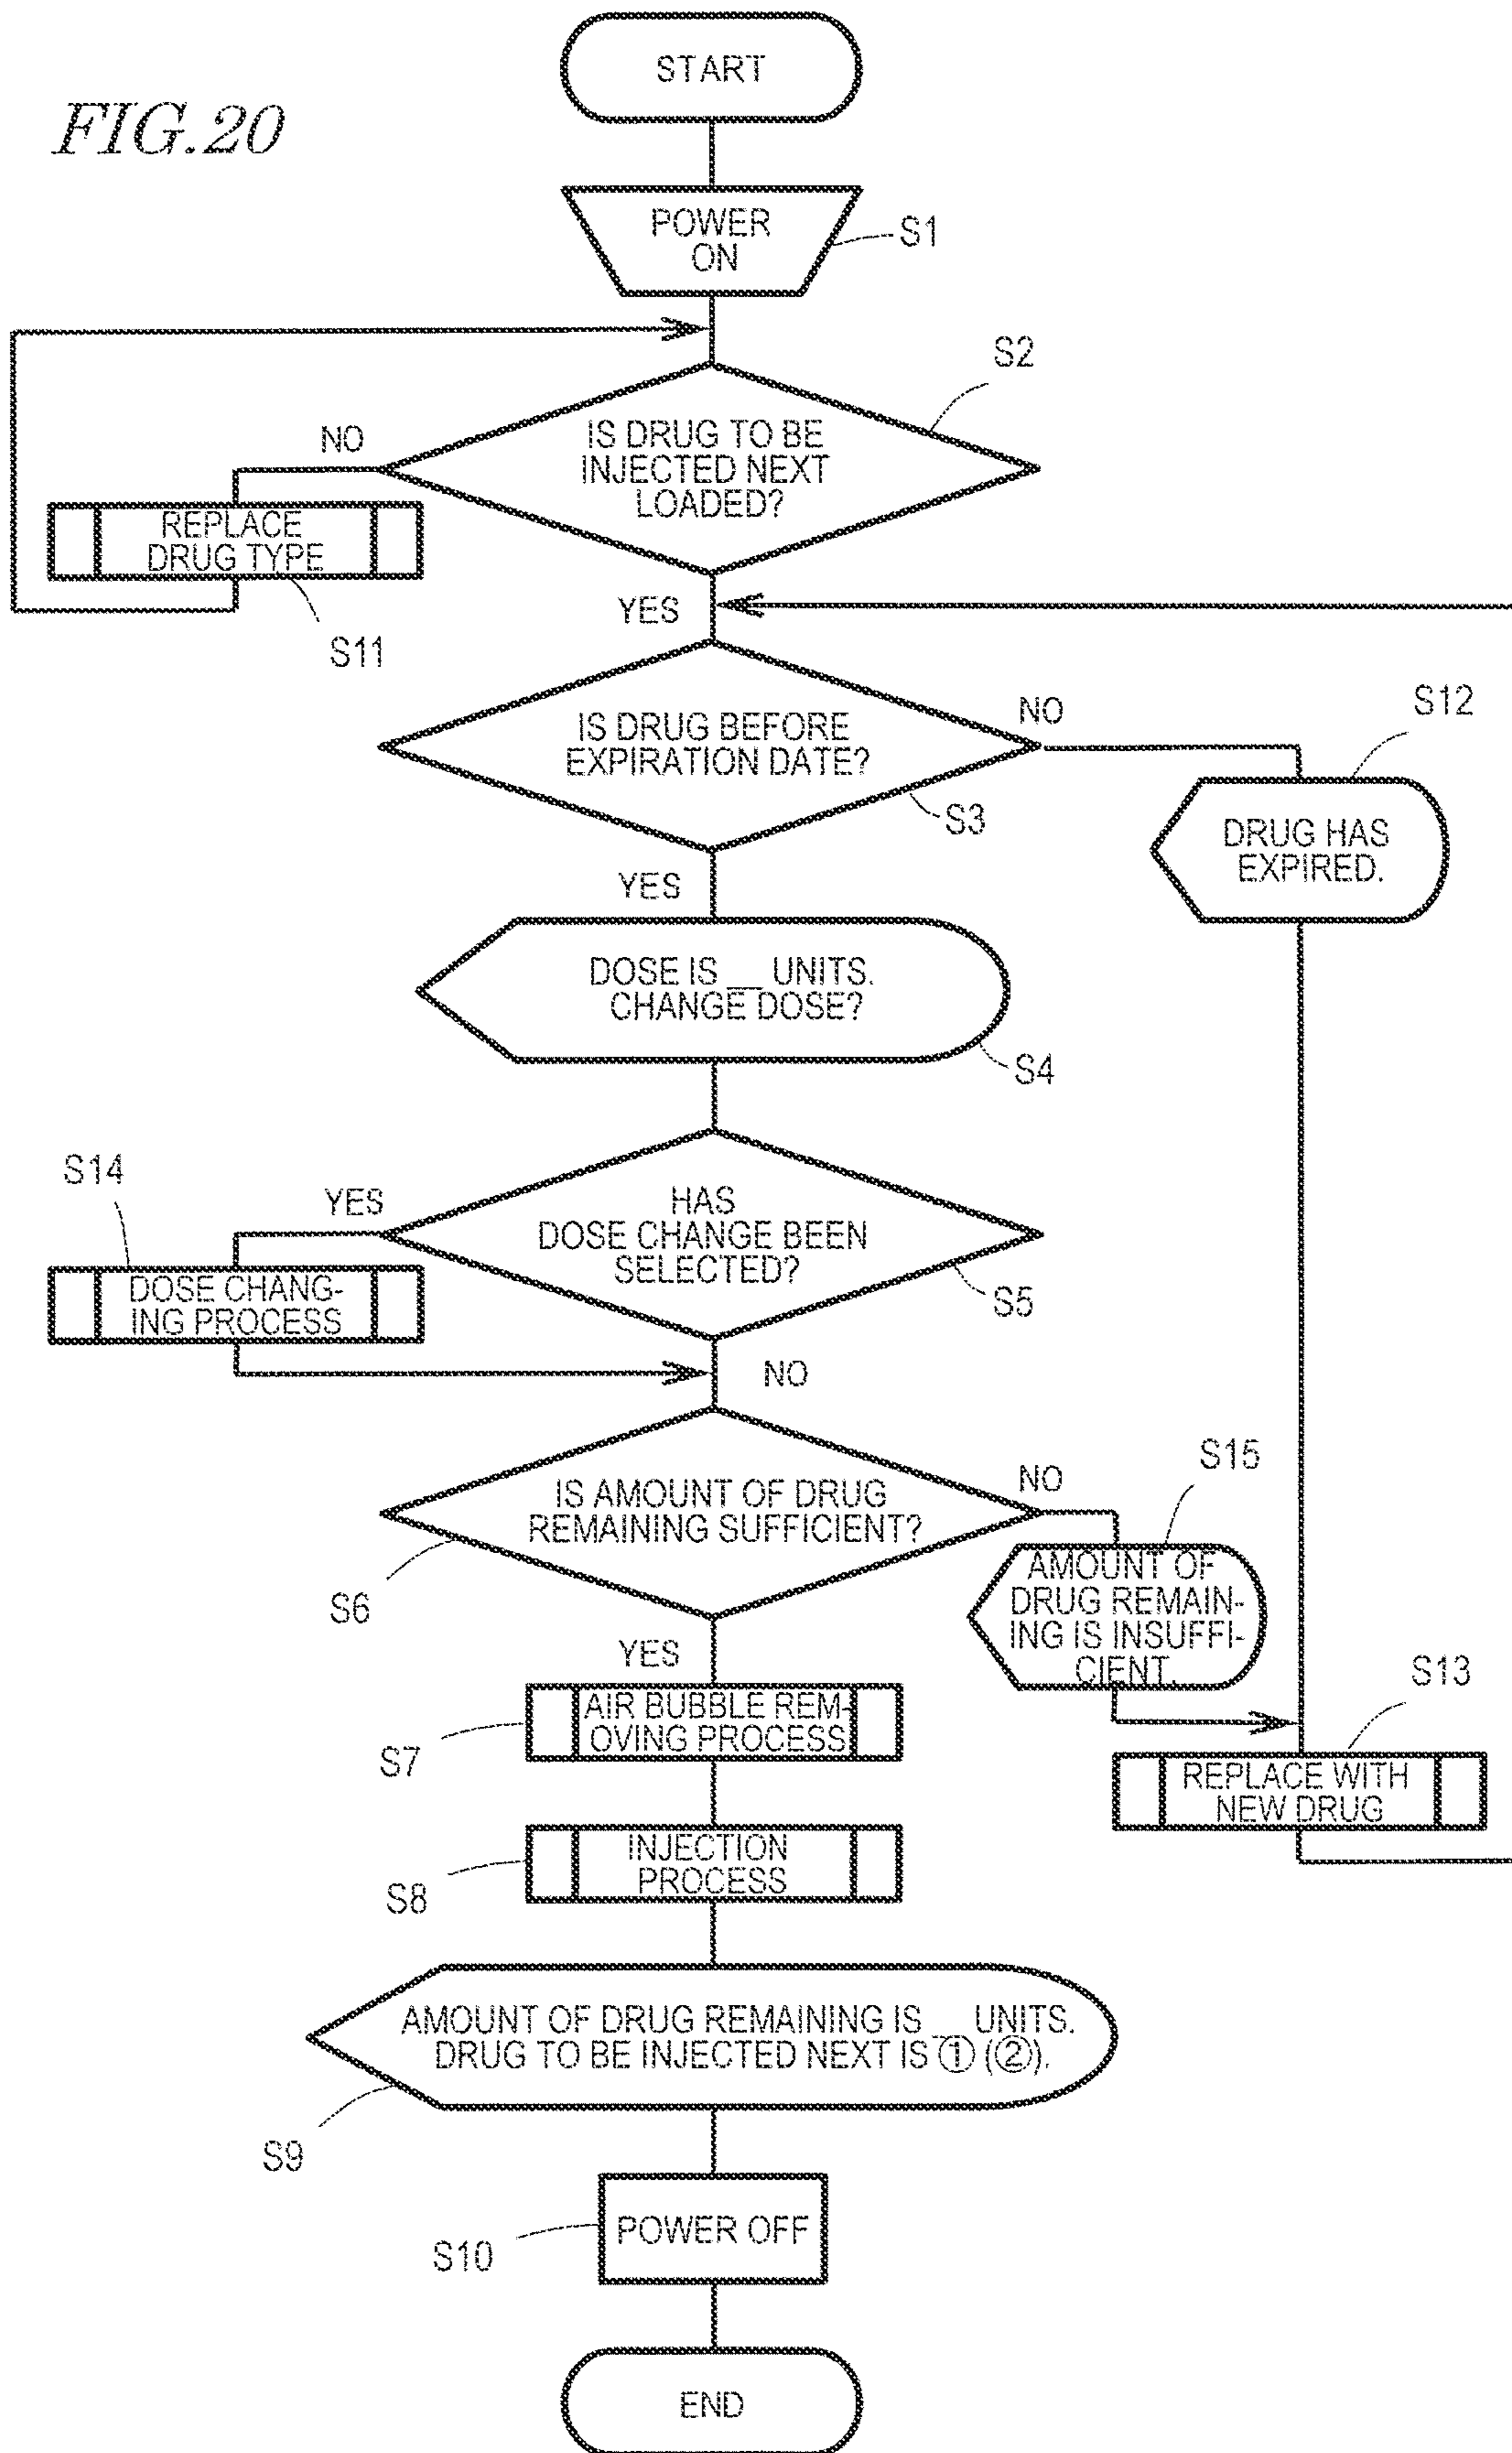 FIG.20
START
POWER
ON
S1
S2
IS DRUG TO BE
INJECTED NEXT
LOADED?
NO
REPLACE
DRUG TYPE
S11
YES
IS DRUG BEFORE
EXPIRATION DATE?
NO
S3
S12
DRUG HAS
EXPIRED.
YES
DOSE IS __ UNITS.
CHANGE DOSE?
S4
S14
YES
HAS
DOSE CHANGE BEEN
SELECTED?
S5
DOSE CHANG-
ING PROCESS
NO
IS AMOUNT OF DRUG
REMAINING SUFFICIENT?
NO
S6
S15
AMOUNT OF
DRUG REMAIN-
ING IS INSUFFI-
CIENT.
YES
S13
AIR BUBBLE REM-
OVING PROCESS
S7
REPLACE WITH
NEW DRUG
INJECTION
PROCESS
S8
AMOUNT OF DRUG REMAINING IS __ UNITS.
DRUG TO BE INJECTED NEXT IS ① (②).
S9
POWER OFF
S10
END